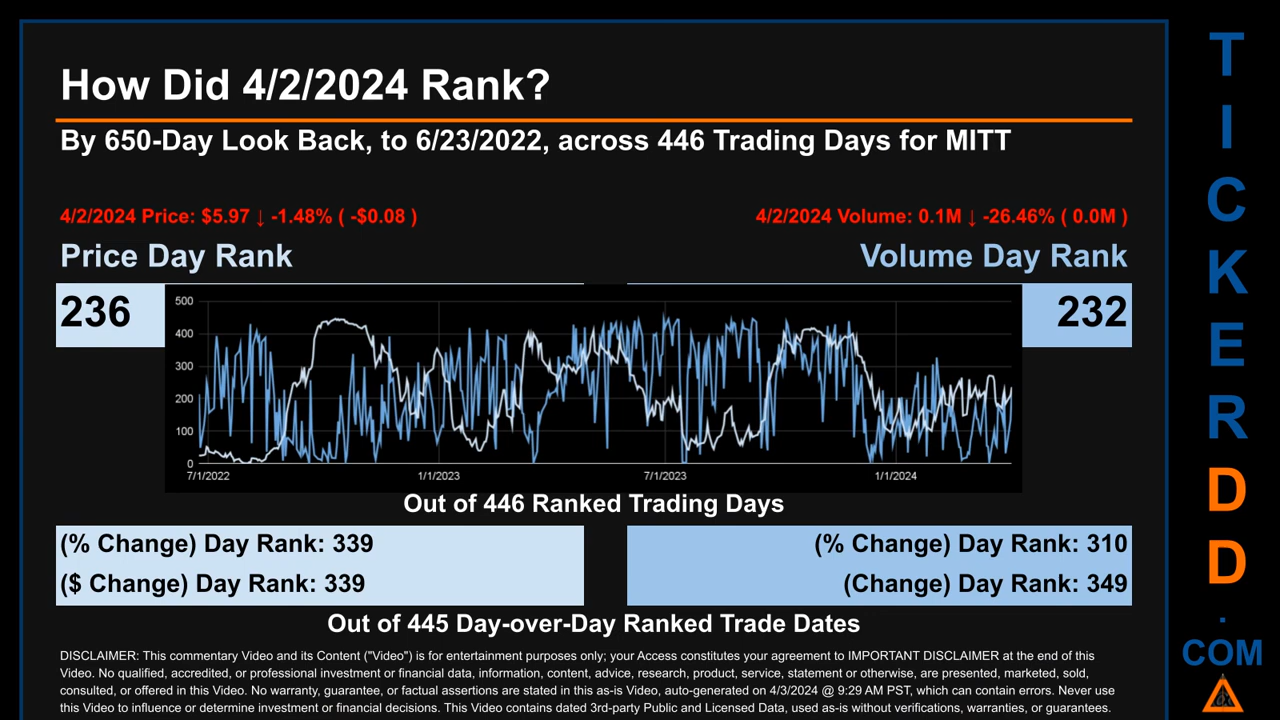 How Did 4/2/2024 Rank?
By 650-Day Look Back, to 6/23/2022, across 446 Trading Days for MITT
4/2/2024 Price: $5.97 ↓ -1.48% ( -$0.08 )
4/2/2024 Volume: 0.1M ↓ -26.46% ( 0.0M )
Price Day Rank
Volume Day Rank
236
232
500
400
300
200
100
0
7/1/2022
1/1/2023
7/1/2023
1/1/2024
Out of 446 Ranked Trading Days
(% Change) Day Rank: 339
($ Change) Day Rank: 339
(% Change) Day Rank: 310
(Change) Day Rank: 349
Out of 445 Day-over-Day Ranked Trade Dates
DISCLAIMER: This commentary Video and its Content ("Video") is for entertainment purposes only; your Access constitutes your agreement to IMPORTANT DISCLAIMER at the end of this
Video. No qualified, accredited, or professional investment or financial data, information, content, advice, research, product, service, statement or otherwise, are presented, marketed, sold,
consulted, or offered in this Video. No warranty, guarantee, or factual assertions are stated in this as-is Video, auto-generated on 4/3/2024 @ 9:29 AM PST, which can contain errors. Never use
this Video to influence or determine investment or financial decisions. This Video contains dated 3rd-party Public and Licensed Data, used as-is without verifications, warranties, or guarantees.
T
I
C
K
E
R
D
D
.
COM